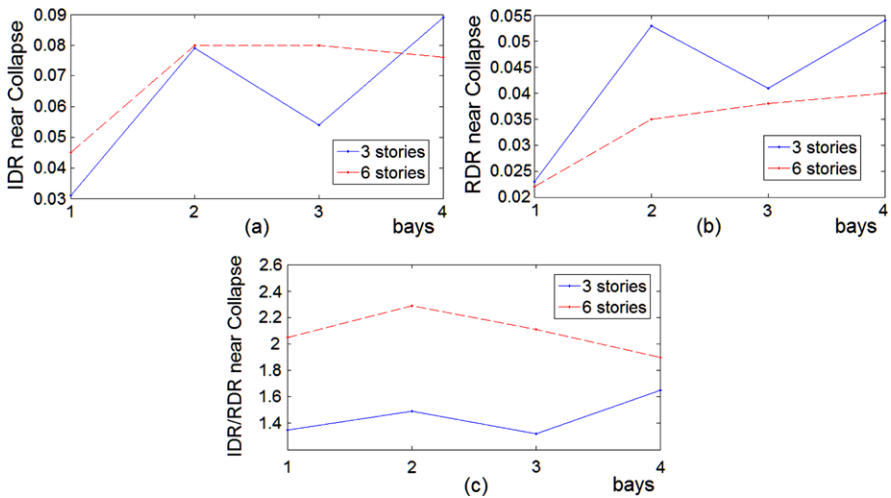 IDR near Collapse
0.09
0.08
0.07
0.06
0.05
0.04
0.03
1
2
3
4
(a)
bays
3 stories
6 stories
RDR near Collapse
0.055
0.05
0.045
0.04
0.035
0.03
0.025
0.02
1
2
3
4
(b)
bays
3 stories
6 stories
IDR/RDR near Collapse
2.6
2.4
2.2
2
1.8
1.6
1.4
1
2
3
4
(c)
bays
3 stories
6 stories